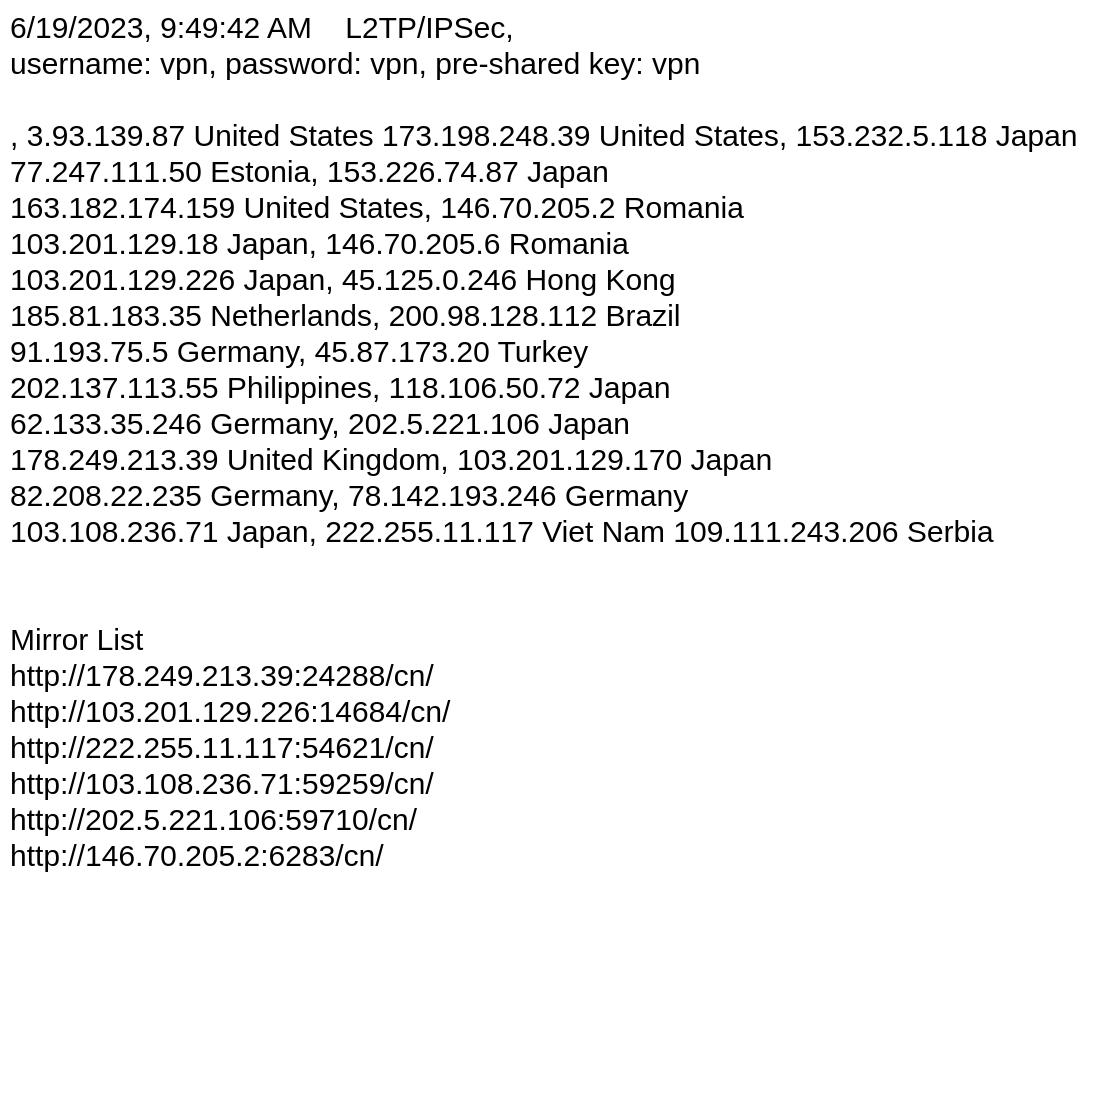 6/19/2023, 9:49:42 AM    L2TP/IPSec,
username: vpn, password: vpn, pre-shared key: vpn
, 3.93.139.87 United States 173.198.248.39 United States, 153.232.5.118 Japan
77.247.111.50 Estonia, 153.226.74.87 Japan
163.182.174.159 United States, 146.70.205.2 Romania
103.201.129.18 Japan, 146.70.205.6 Romania
103.201.129.226 Japan, 45.125.0.246 Hong Kong
185.81.183.35 Netherlands, 200.98.128.112 Brazil
91.193.75.5 Germany, 45.87.173.20 Turkey
202.137.113.55 Philippines, 118.106.50.72 Japan
62.133.35.246 Germany, 202.5.221.106 Japan
178.249.213.39 United Kingdom, 103.201.129.170 Japan
82.208.22.235 Germany, 78.142.193.246 Germany
103.108.236.71 Japan, 222.255.11.117 Viet Nam 109.111.243.206 Serbia
Mirror List
http://178.249.213.39:24288/cn/
http://103.201.129.226:14684/cn/
http://222.255.11.117:54621/cn/
http://103.108.236.71:59259/cn/
http://202.5.221.106:59710/cn/
http://146.70.205.2:6283/cn/